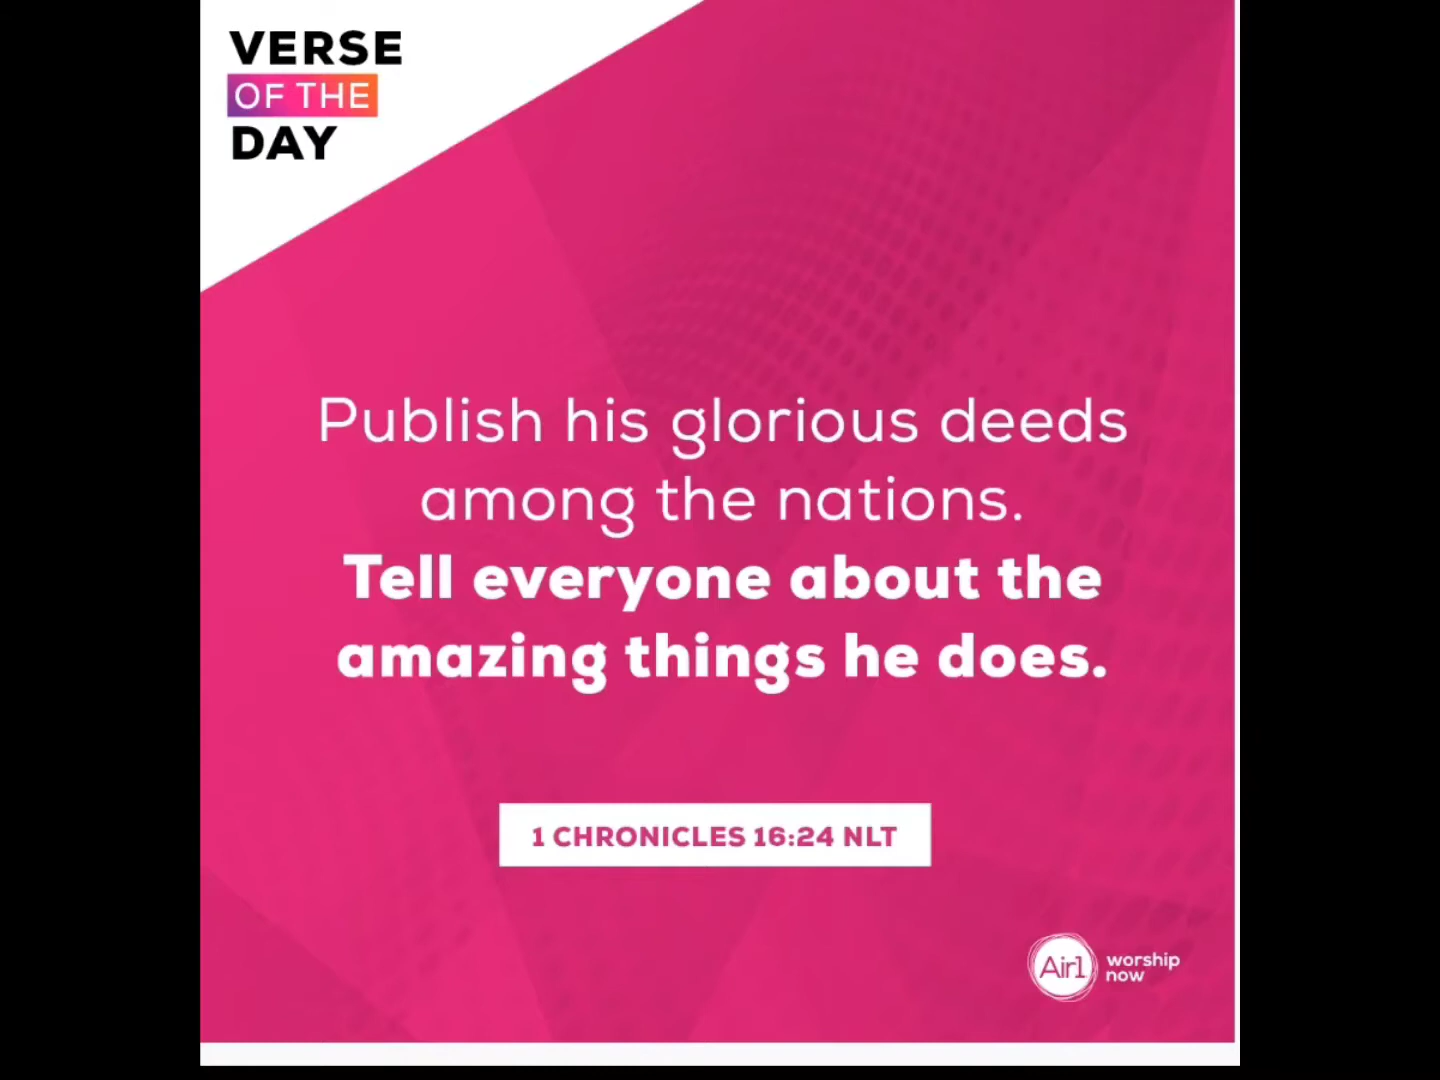 VERSE
OF THE
DAY
Publish his glorious deeds
among the nations.
Tell everyone about the
amazing things he does.
1 CHRONICLES 16:24 NLT
Air1
worship
now